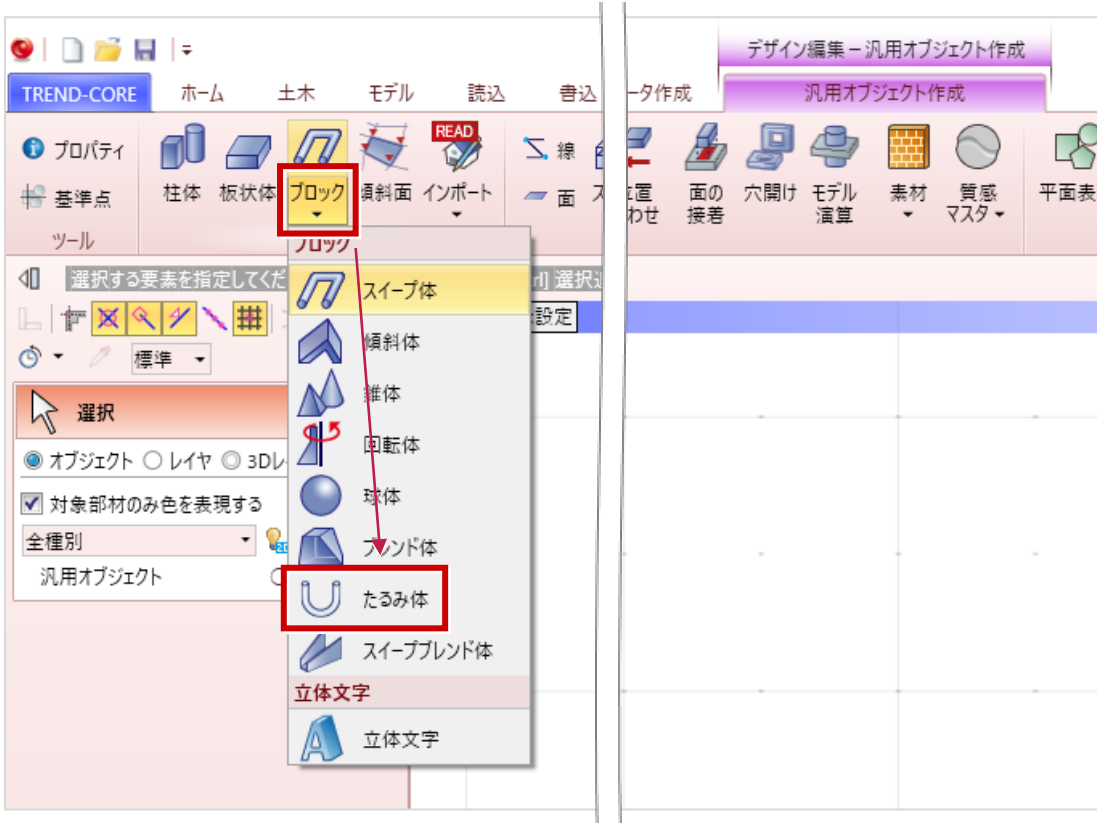 デザイン編集 – 汎用オブジェクト作成
TREND-CORE ホーム 土木 モデル 読込 書込 ータ作成 汎用オブジェクト作成
プロパティ
基準点
柱体 板状体 ブロック 傾斜面 インポート
READ
線
面
面の接着 穴開け モデル演算 素材 質感マスタ 平面表
わせ
ツール
選択する要素を指定してくだ
選択追
:設定
標準
選択
オブジェクト レイヤ 3Dレ
対象部材のみ色を表現する
全種別
汎用オブジェクト
ブロック
スイープ体
傾斜体
錐体
回転体
球体
ブレンド体
たるみ体
スイープブレンド体
立体文字
立体文字